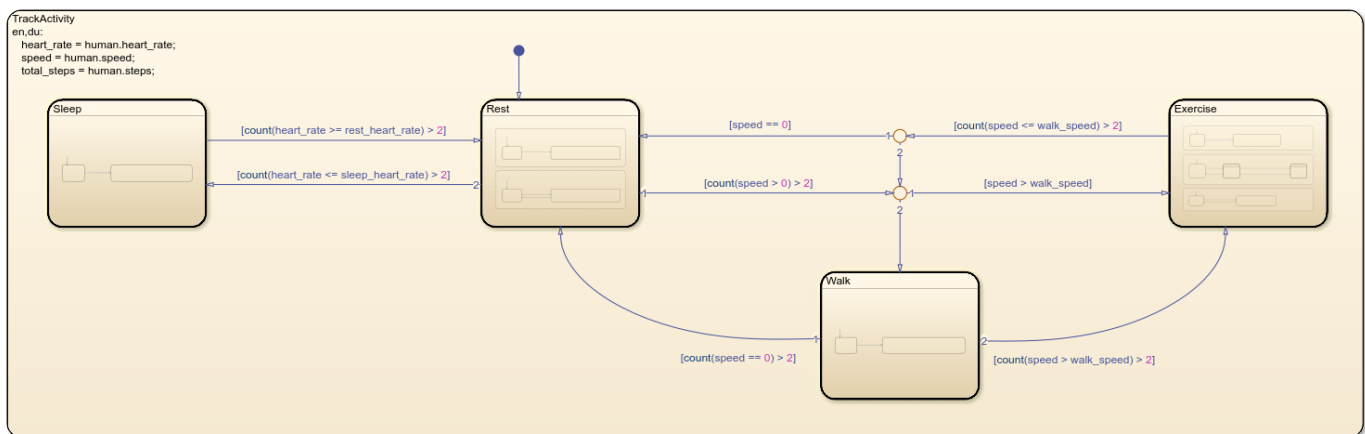 TrackActivity
en,du:
heart_rate = human.heart_rate;
speed = human.speed;
total_steps = human.steps;
Sleep
Rest
Exercise
[count(heart_rate >= rest_heart_rate) > 2]
[speed == 0]
1
[count(speed <= walk_speed) > 2]
2
[count(heart_rate <= sleep_heart_rate) > 2]
2
1
[count(speed > 0) > 2]
1
[speed > walk_speed]
2
Walk
1
2
[count(speed == 0) > 2]
[count(speed > walk_speed) > 2]